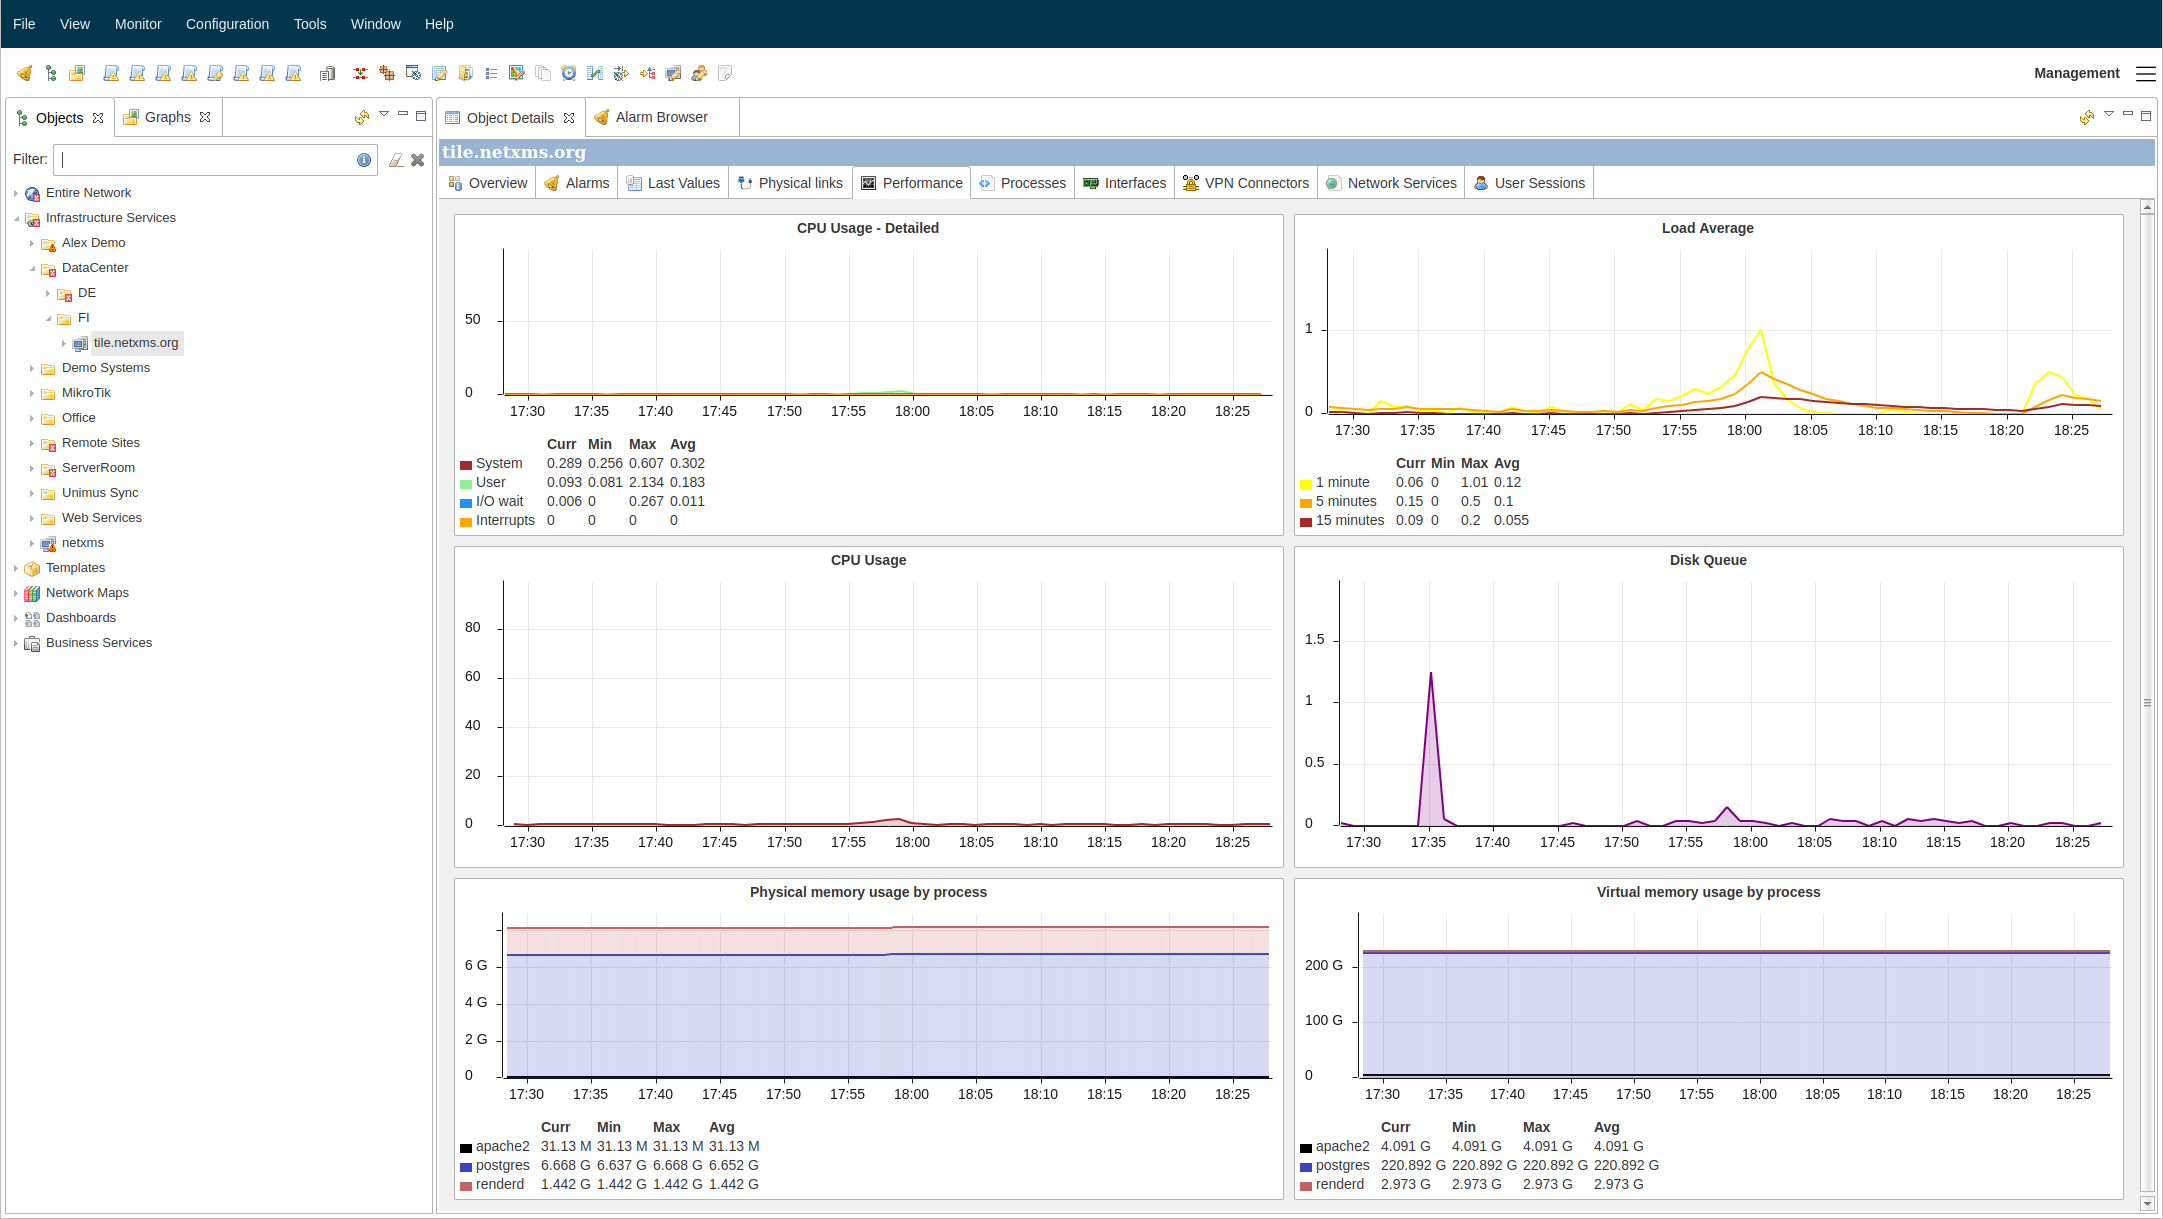 File View Monitor Configuration Tools Window Help
Management
Objects Graphs
Filter:
Entire Network
Infrastructure Services
Alex Demo
DataCenter
DE
FI
tile.netxms.org
Demo Systems
MikroTik
Office
Remote Sites
ServerRoom
Unimus Sync
Web Services
netxms
Templates
Network Maps
Dashboards
Business Services
Object Details Alarm Browser
tile.netxms.org
Overview Alarms Last Values Physical links Performance Processes Interfaces VPN Connectors Network Services User Sessions
CPU Usage - Detailed
50
0
17:30 17:35 17:40 17:45 17:50 17:55 18:00 18:05 18:10 18:15 18:20 18:25
Curr Min Max Avg
System 0.289 0.256 0.607 0.302
User 0.093 0.081 2.134 0.183
I/O wait 0.006 0 0.267 0.011
Interrupts 0 0 0 0
Load Average
1
0
17:30 17:35 17:40 17:45 17:50 17:55 18:00 18:05 18:10 18:15 18:20 18:25
Curr Min Max Avg
1 minute 0.06 0 1.01 0.12
5 minutes 0.15 0 0.5 0.1
15 minutes 0.09 0 0.2 0.055
CPU Usage
80
60
40
20
0
17:30 17:35 17:40 17:45 17:50 17:55 18:00 18:05 18:10 18:15 18:20 18:25
Disk Queue
1.5
1
0.5
0
17:30 17:35 17:40 17:45 17:50 17:55 18:00 18:05 18:10 18:15 18:20 18:25
Physical memory usage by process
6 G
4 G
2 G
0
17:30 17:35 17:40 17:45 17:50 17:55 18:00 18:05 18:10 18:15 18:20 18:25
Curr Min Max Avg
apache2 31.13 M 31.13 M 31.13 M 31.13 M
postgres 6.668 G 6.637 G 6.668 G 6.652 G
renderd 1.442 G 1.442 G 1.442 G 1.442 G
Virtual memory usage by process
200 G
100 G
0
17:30 17:35 17:40 17:45 17:50 17:55 18:00 18:05 18:10 18:15 18:20 18:25
Curr Min Max Avg
apache2 4.091 G 4.091 G 4.091 G 4.091 G
postgres 220.892 G 220.892 G 220.892 G 220.892 G
renderd 2.973 G 2.973 G 2.973 G 2.973 G